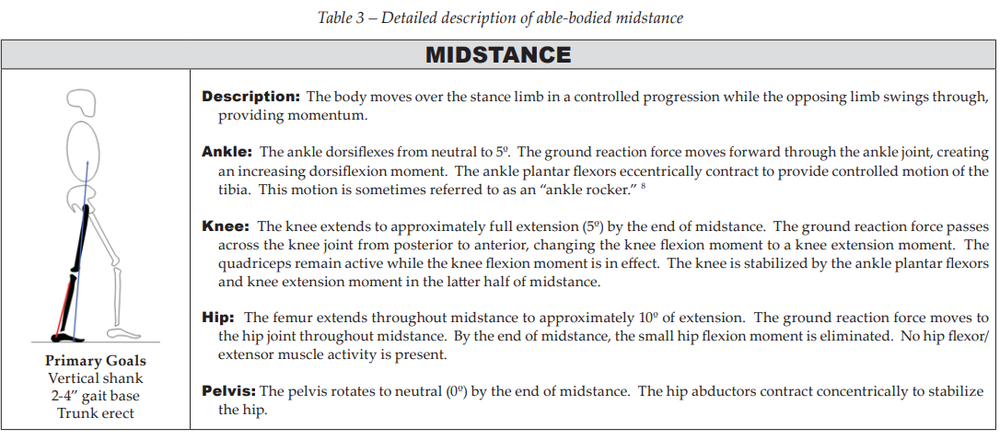 Table 3 – Detailed description of able-bodied midstance
MIDSTANCE
Description: The body moves over the stance limb in a controlled progression while the opposing limb swings through,
providing momentum.
Ankle: The ankle dorsiflexes from neutral to 5º. The ground reaction force moves forward through the ankle joint, creating
an increasing dorsiflexion moment. The ankle plantar flexors eccentrically contract to provide controlled motion of the
tibia. This motion is sometimes referred to as an “ankle rocker.” 8
Knee: The knee extends to approximately full extension (5º) by the end of midstance. The ground reaction force passes
across the knee joint from posterior to anterior, changing the knee flexion moment to a knee extension moment. The
quadriceps remain active while the knee flexion moment is in effect. The knee is stabilized by the ankle plantar flexors
and knee extension moment in the latter half of midstance.
Hip: The femur extends throughout midstance to approximately 10º of extension. The ground reaction force moves to
the hip joint throughout midstance. By the end of midstance, the small hip flexion moment is eliminated. No hip flexor/
extensor muscle activity is present.
Pelvis: The pelvis rotates to neutral (0º) by the end of midstance. The hip abductors contract concentrically to stabilize
the hip.
Primary Goals
Vertical shank
2-4” gait base
Trunk erect